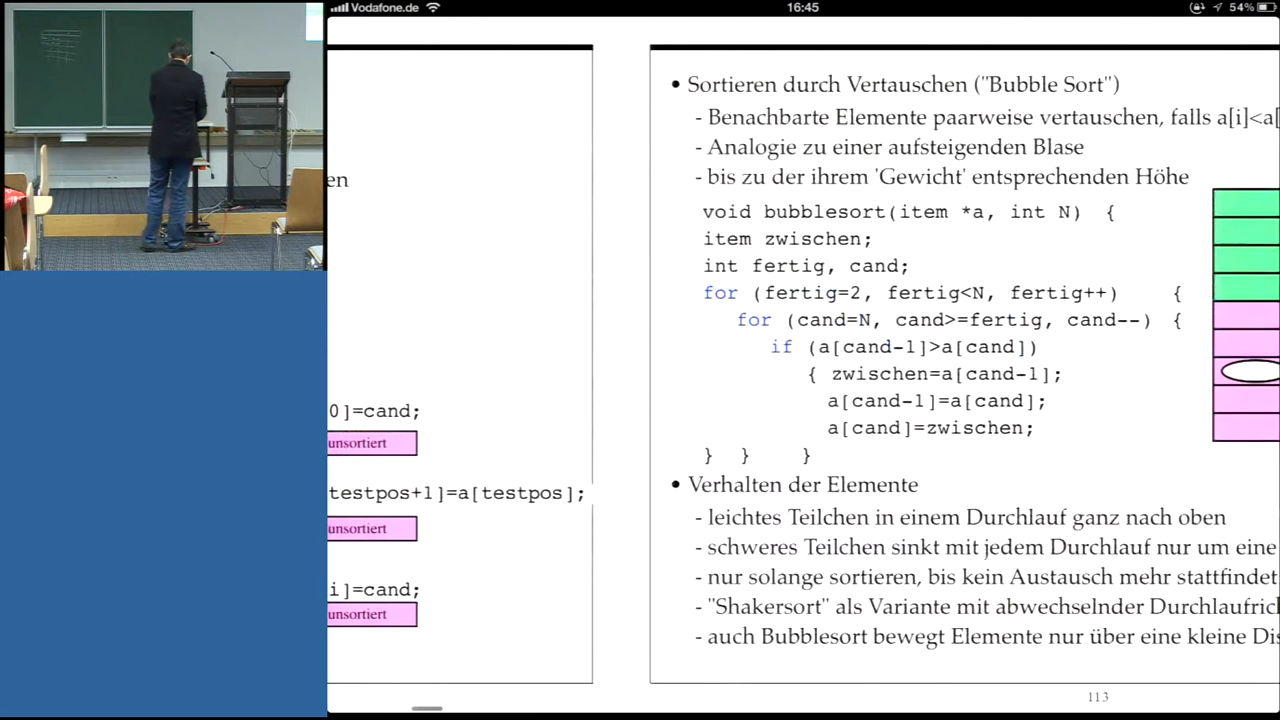 Vodafone.de
16:45
54%
en
0]=cand;
unsortiert
testpos+1]=a[testpos];
unsortiert
i]=cand;
unsortiert
• Sortieren durch Vertauschen ("Bubble Sort")
- Benachbarte Elemente paarweise vertauschen, falls a[i]<a[
- Analogie zu einer aufsteigenden Blase
- bis zu der ihrem 'Gewicht' entsprechenden Höhe
void bubblesort(item *a, int N) {
item zwischen;
int fertig, cand;
for (fertig=2, fertig<N, fertig++) {
for (cand=N, cand>=fertig, cand--) {
if (a[cand-1]>a[cand])
{ zwischen=a[cand-1];
a[cand-1]=a[cand];
a[cand]=zwischen;
} } }
• Verhalten der Elemente
- leichtes Teilchen in einem Durchlauf ganz nach oben
- schweres Teilchen sinkt mit jedem Durchlauf nur um eine
- nur solange sortieren, bis kein Austausch mehr stattfindet
- "Shakersort" als Variante mit abwechselnder Durchlaufric
- auch Bubblesort bewegt Elemente nur über eine kleine Dis
113